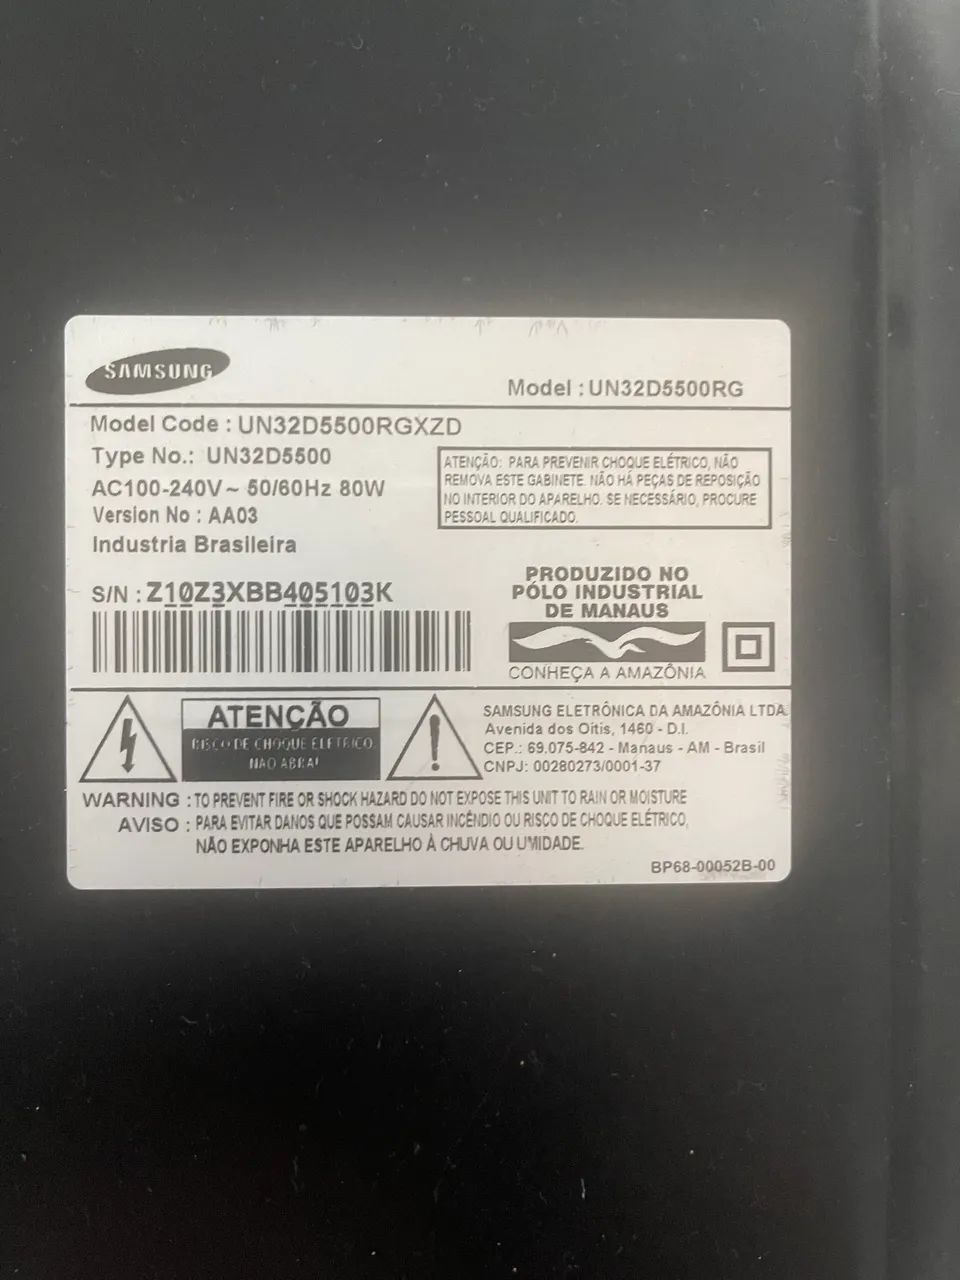 SAMSUNG
Model : UN32D5500RG
Model Code : UN32D5500RGXZD
Type No.: UN32D5500
AC100-240V~ 50/60Hz 80W
Version No : AA03
Industria Brasileira
ATENÇÃO: PARA PREVENIR CHOQUE ELÉTRICO, NÃO
REMOVA ESTE GABINETE. NÃO HÁ PEÇAS DE REPOSIÇÃO
NO INTERIOR DO APARELHO. SE NECESSÁRIO, PROCURE
PESSOAL QUALIFICADO.
S/N : Z10Z3XBB405103K
PRODUZIDO NO
PÓLO INDUSTRIAL
DE MANAUS
CONHEÇA A AMAZÔNIA
ATENÇÃO
RISCO DE CHOQUE ELETRICO
NAO ABRA!
SAMSUNG ELETRÔNICA DA AMAZÔNIA LTDA
Avenida dos Oitis, 1460 - D.I.
CEP.: 69.075-842 - Manaus - AM - Brasil
CNPJ: 00280273/0001-37
WARNING : TO PREVENT FIRE OR SHOCK HAZARD DO NOT EXPOSE THIS UNIT TO RAIN OR MOISTURE
AVISO : PARA EVITAR DANOS QUE POSSAM CAUSAR INCÊNDIO OU RISCO DE CHOQUE ELÉTRICO,
NÃO EXPONHA ESTE APARELHO À CHUVA OU UMIDADE.
BP68-00052B-00